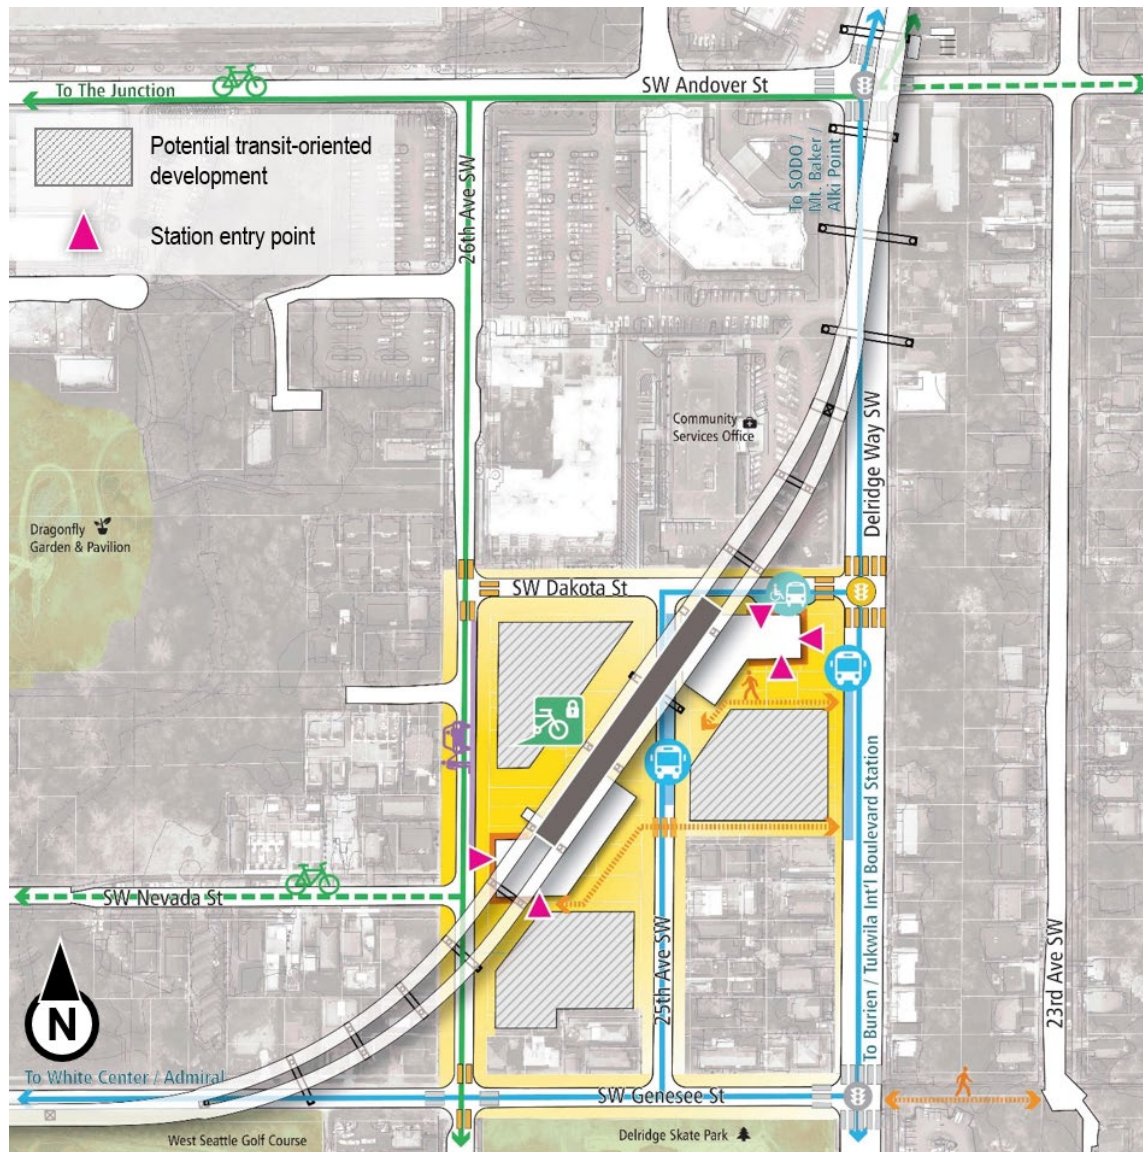 To The Junction
SW Andover St
Potential transit-oriented
development
Station entry point
26th Ave SW
To SODO /
Mt. Baker /
Alki Point
Community
Services Office
Delridge Way SW
Dragonfly
Garden & Pavilion
SW Dakota St
SW Nevada St
25th Ave SW
To Burien / Tukwila Int'l Boulevard Station
23rd Ave SW
N
To White Center / Admiral
SW Genesee St
West Seattle Golf Course
Delridge Skate Park